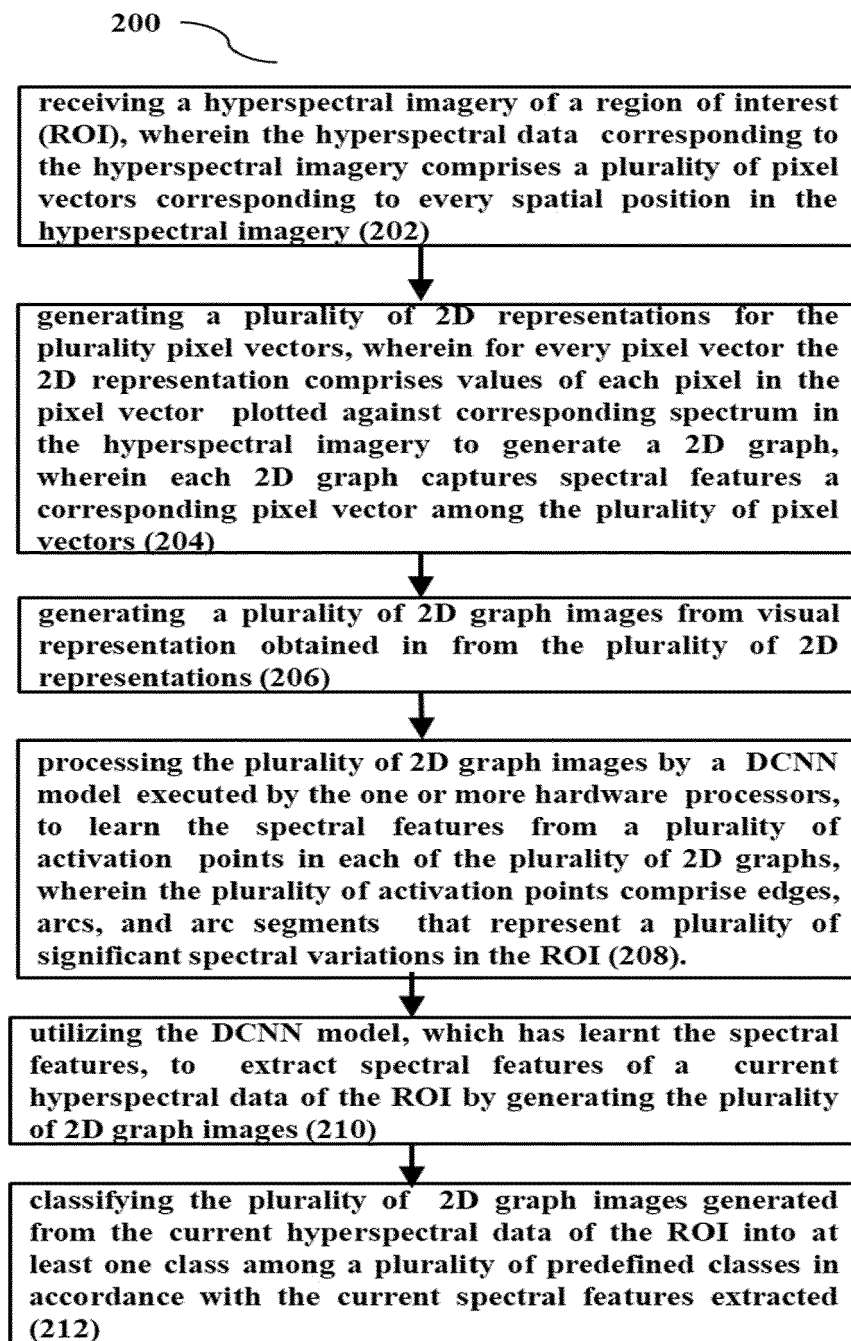 200
receiving a hyperspectral imagery of a region of interest
(ROI), wherein the hyperspectral data corresponding to
the hyperspectral imagery comprises a plurality of pixel
vectors corresponding to every spatial position in the
hyperspectral imagery (202)
generating a plurality of 2D representations for the
plurality pixel vectors, wherein for every pixel vector the
2D representation comprises values of each pixel in the
pixel vector plotted against corresponding spectrum in
the hyperspectral imagery to generate a 2D graph,
wherein each 2D graph captures spectral features a
corresponding pixel vector among the plurality of pixel
vectors (204)
generating a plurality of 2D graph images from visual
representation obtained in from the plurality of 2D
representations (206)
processing the plurality of 2D graph images by a DCNN
model executed by the one or more hardware processors,
to learn the spectral features from a plurality of
activation points in each of the plurality of 2D graphs,
wherein the plurality of activation points comprise edges,
arcs, and arc segments that represent a plurality of
significant spectral variations in the ROI (208).
utilizing the DCNN model, which has learnt the spectral
features, to extract spectral features of a current
hyperspectral data of the ROI by generating the plurality
of 2D graph images (210)
classifying the plurality of 2D graph images generated
from the current hyperspectral data of the ROI into at
least one class among a plurality of predefined classes in
accordance with the current spectral features extracted
(212)